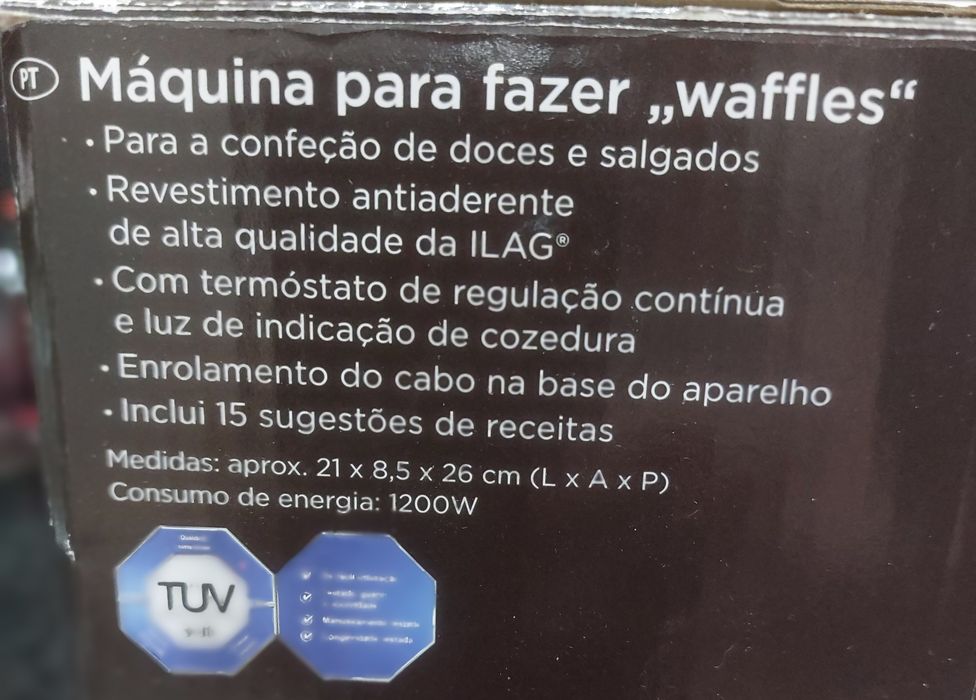 PT
Máquina para fazer „waffles“
• Para a confeção de doces e salgados
• Revestimento antiaderente
de alta qualidade da ILAG®
• Com termóstato de regulação contínua
e luz de indicação de cozedura
• Enrolamento do cabo na base do aparelho
• Inclui 15 sugestões de receitas
Medidas: aprox. 21 x 8,5 x 26 cm (L x A x P)
Consumo de energia: 1200W
TÜV